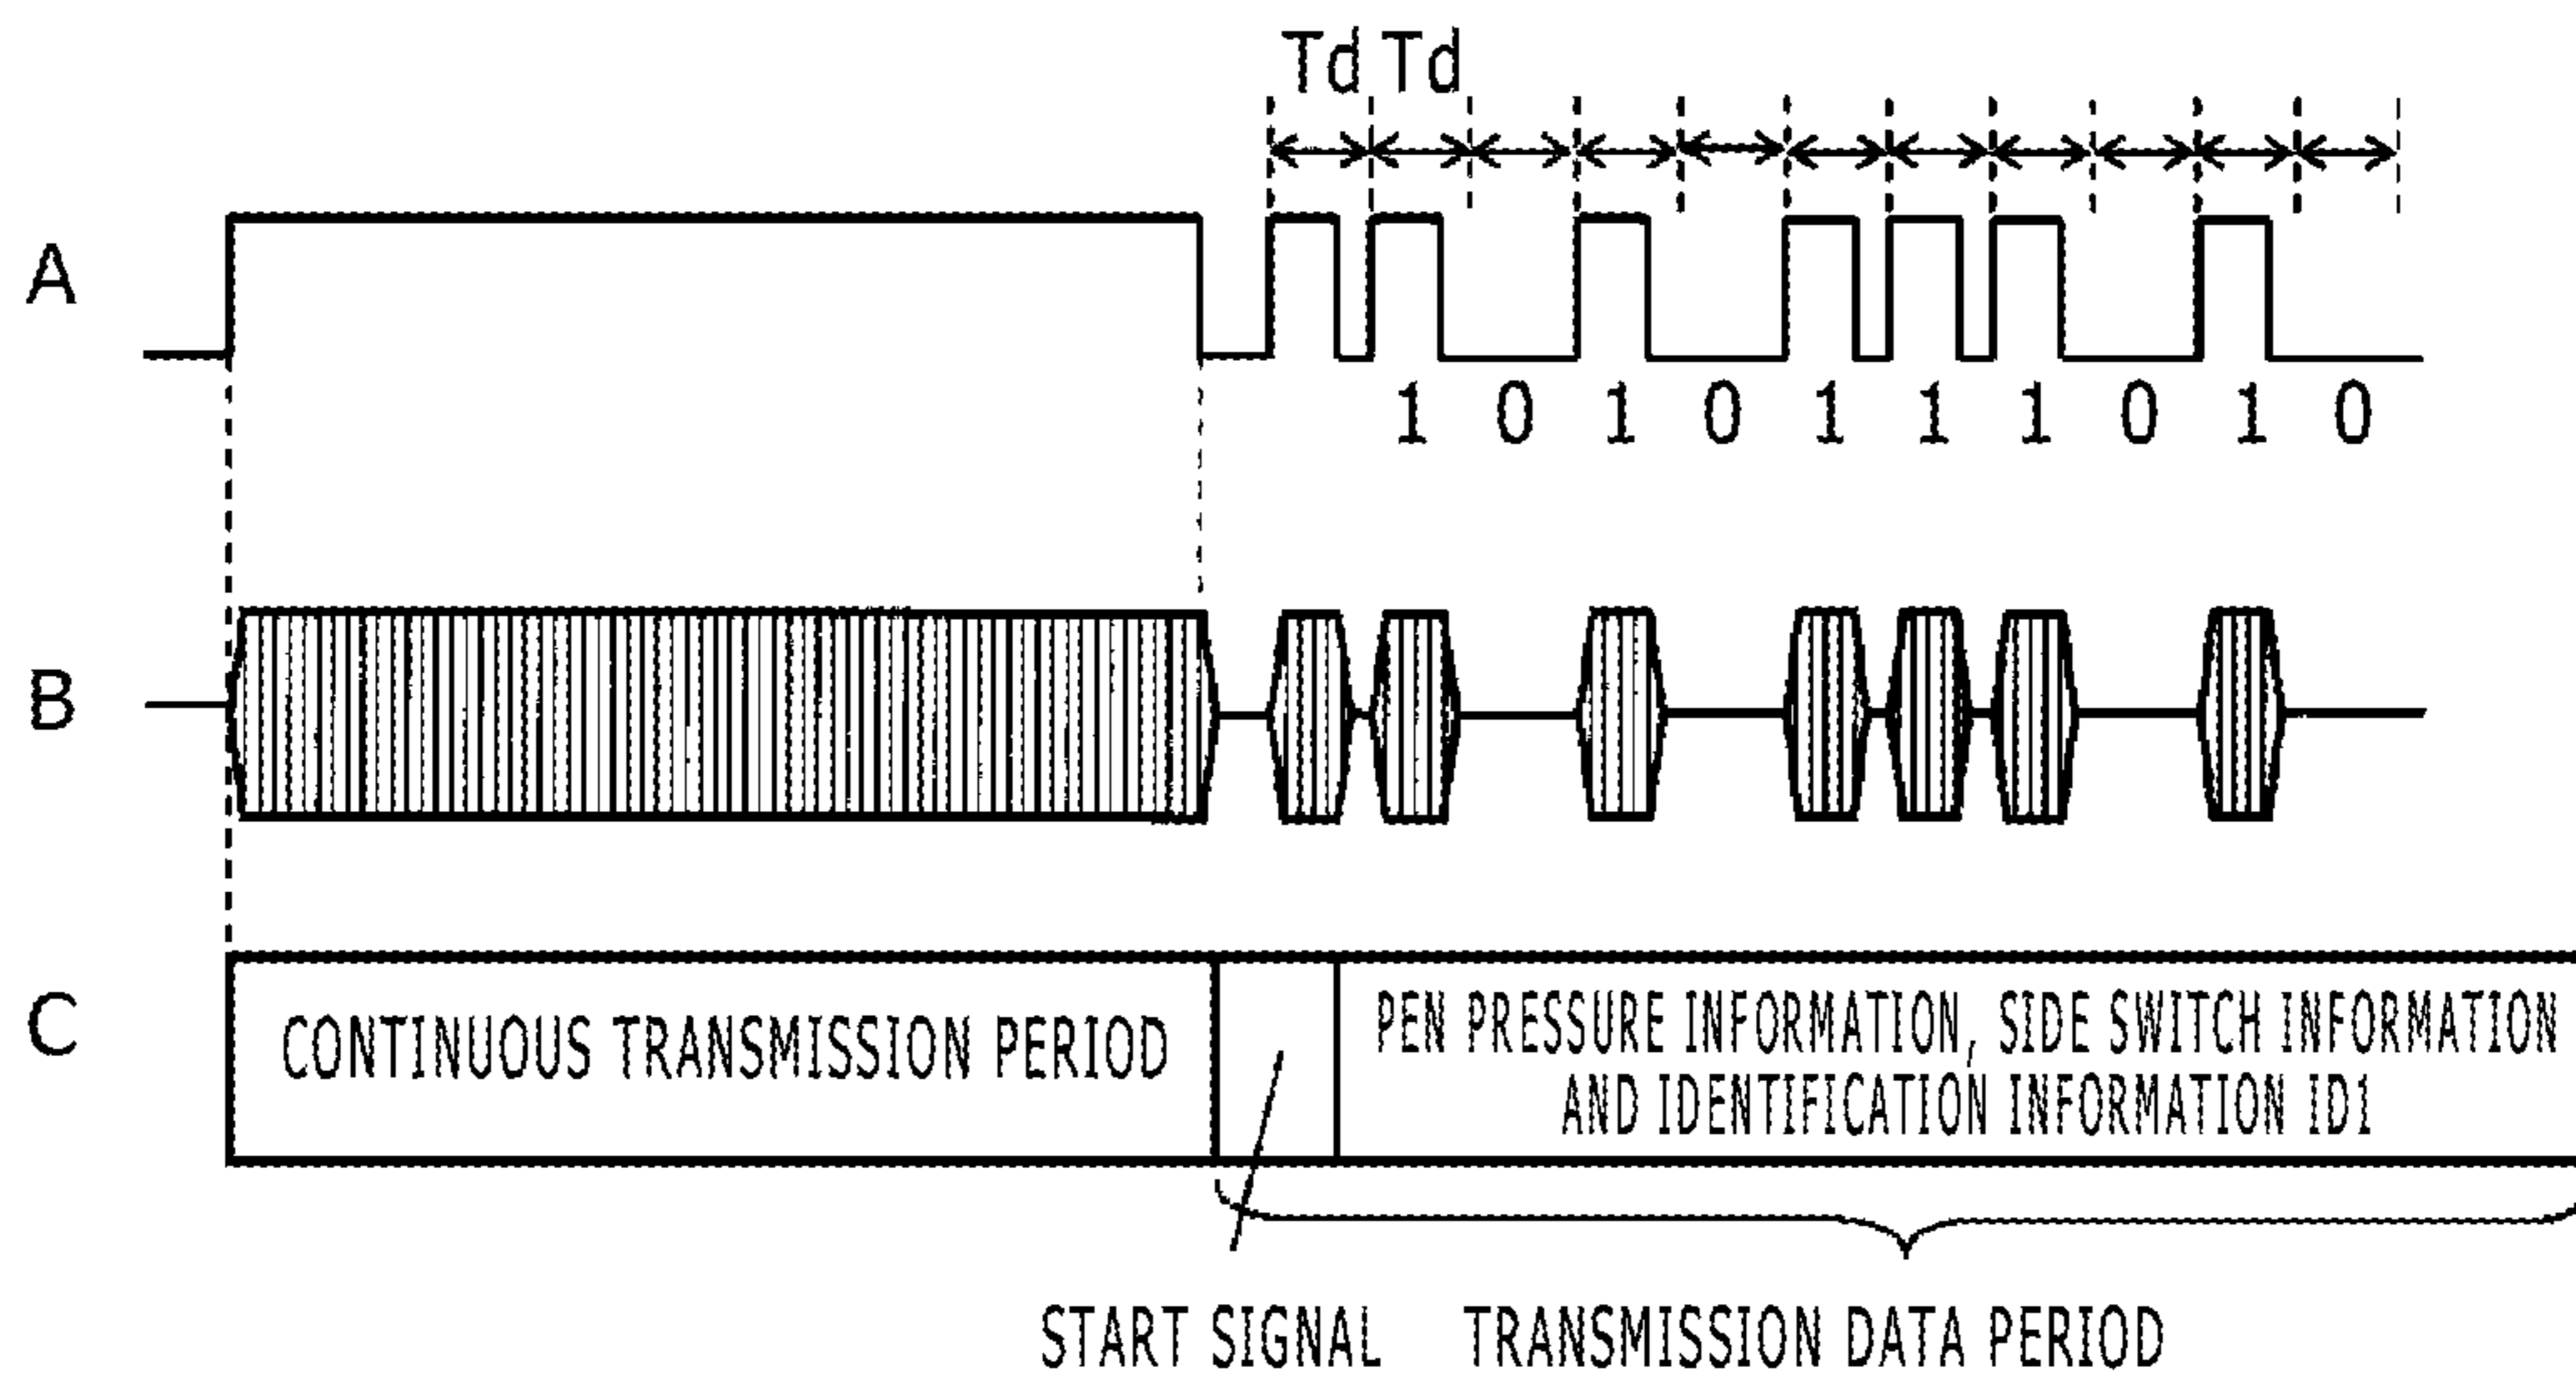 Td Td
A
1 0 1 0 1 1 1 0 1 0
B
C
CONTINUOUS TRANSMISSION PERIOD
PEN PRESSURE INFORMATION, SIDE SWITCH INFORMATION
AND IDENTIFICATION INFORMATION ID1
START SIGNAL
TRANSMISSION DATA PERIOD